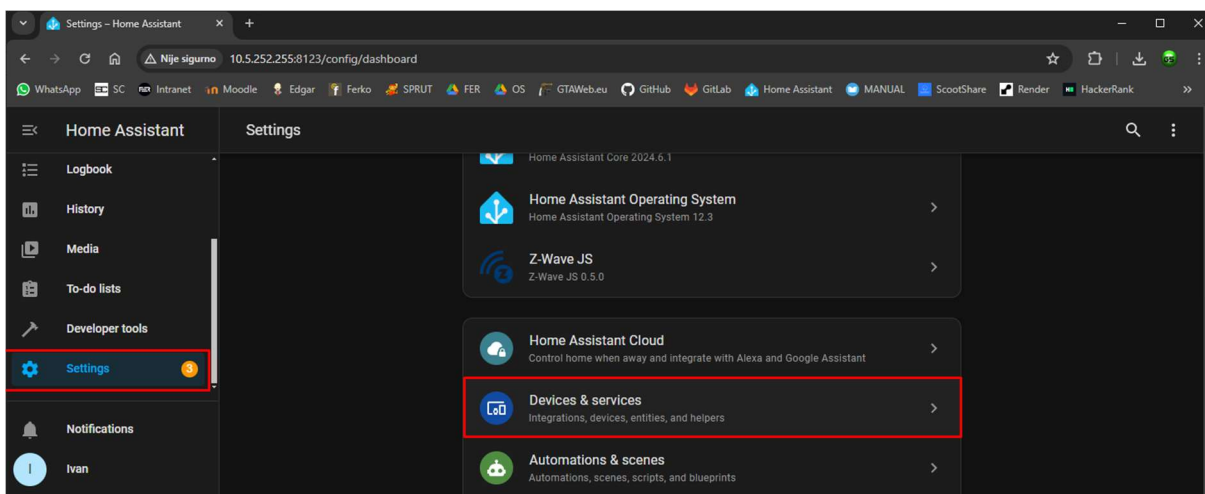 Settings – Home Assistant
Nije sigurno 10.5.252.255:8123/config/dashboard
WhatsApp SC Intranet Moodle Edgar Ferko SPRUT FER OS GTAWeb.eu GitHub GitLab Home Assistant MANUAL ScootShare Render HackerRank
Home Assistant
Settings
Logbook
History
Media
To-do lists
Developer tools
Settings 3
Notifications
I Ivan
Home Assistant Core 2024.6.1
Home Assistant Operating System
Home Assistant Operating System 12.3
Z-Wave JS
Z-Wave JS 0.5.0
Home Assistant Cloud
Control home when away and integrate with Alexa and Google Assistant
Devices & services
Integrations, devices, entities, and helpers
Automations & scenes
Automations, scenes, scripts, and blueprints